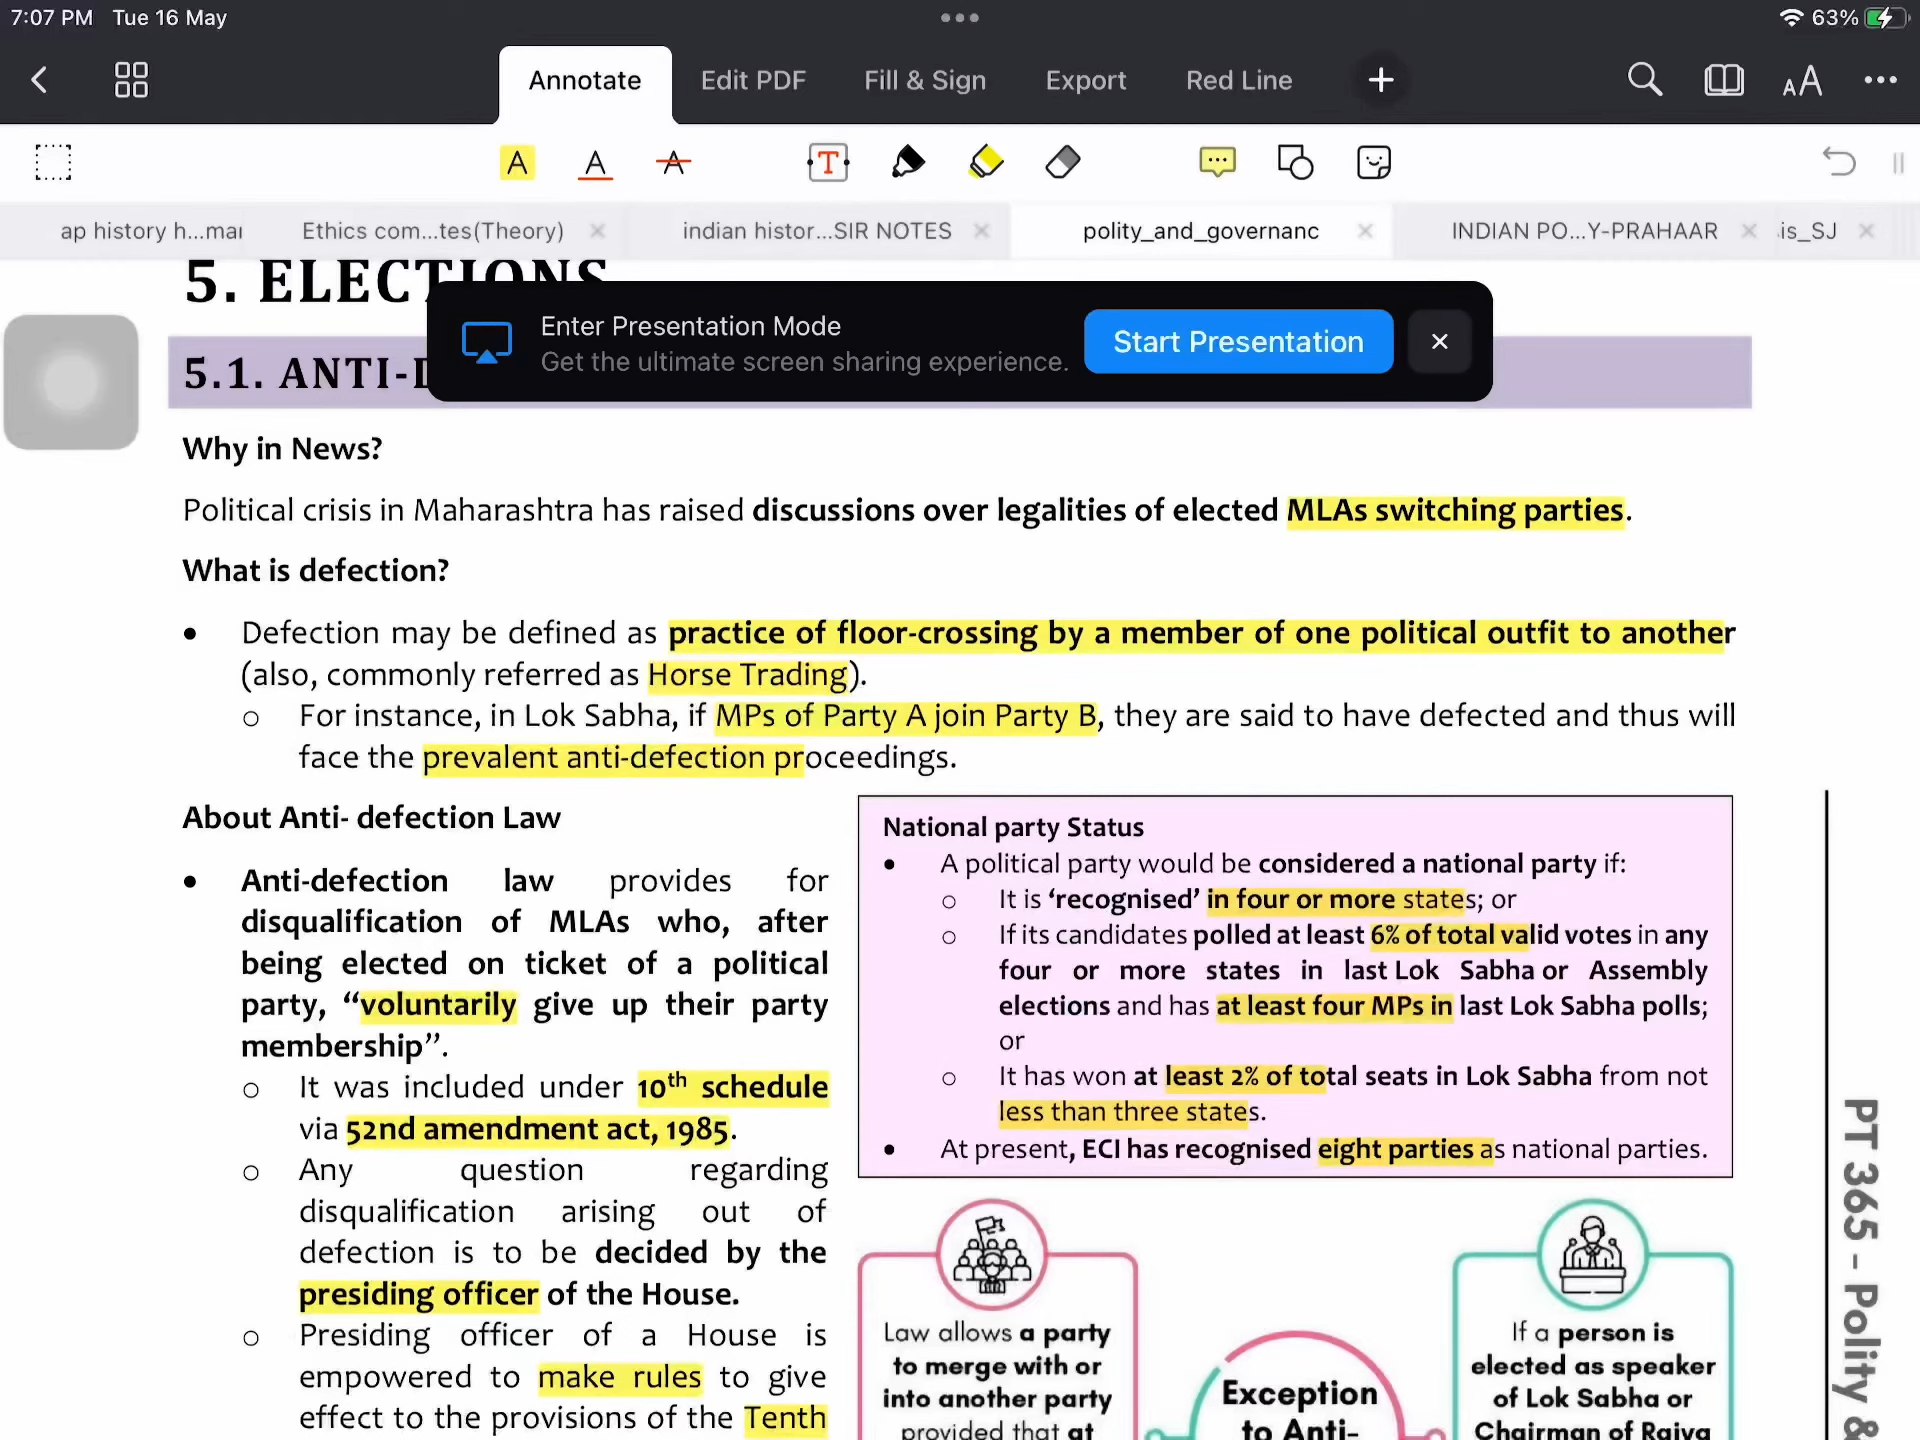 7:07 PM Tue 16 May
63%
Annotate
Edit PDF
Fill & Sign
Export
Red Line
AA
A A A T
ap history h...mai
Ethics com...tes(Theory)
indian histor...SIR NOTES
polity_and_governanc
INDIAN PO...Y-PRAHAAR
is_SJ
5. ELECTIONS
Enter Presentation Mode
Get the ultimate screen sharing experience.
Start Presentation
5.1. ANTI-
Why in News?
Political crisis in Maharashtra has raised discussions over legalities of elected MLAs switching parties.
What is defection?
• Defection may be defined as practice of floor-crossing by a member of one political outfit to another
(also, commonly referred as Horse Trading).
o For instance, in Lok Sabha, if MPs of Party A join Party B, they are said to have defected and thus will
face the prevalent anti-defection proceedings.
About Anti- defection Law
• Anti-defection law provides for
disqualification of MLAs who, after
being elected on ticket of a political
party, “voluntarily give up their party
membership”.
o It was included under 10th schedule
via 52nd amendment act, 1985.
o Any question regarding
disqualification arising out of
defection is to be decided by the
presiding officer of the House.
o Presiding officer of a House is
empowered to make rules to give
effect to the provisions of the Tenth
National party Status
• A political party would be considered a national party if:
o It is ‘recognised’ in four or more states; or
o If its candidates polled at least 6% of total valid votes in any
four or more states in last Lok Sabha or Assembly
elections and has at least four MPs in last Lok Sabha polls;
or
o It has won at least 2% of total seats in Lok Sabha from not
less than three states.
• At present, ECI has recognised eight parties as national parties.
Law allows a party
to merge with or
into another party
provided that at
Exception
to Anti-
If a person is
elected as speaker
of Lok Sabha or
Chairman of Rajya
PT 365 - Polity &